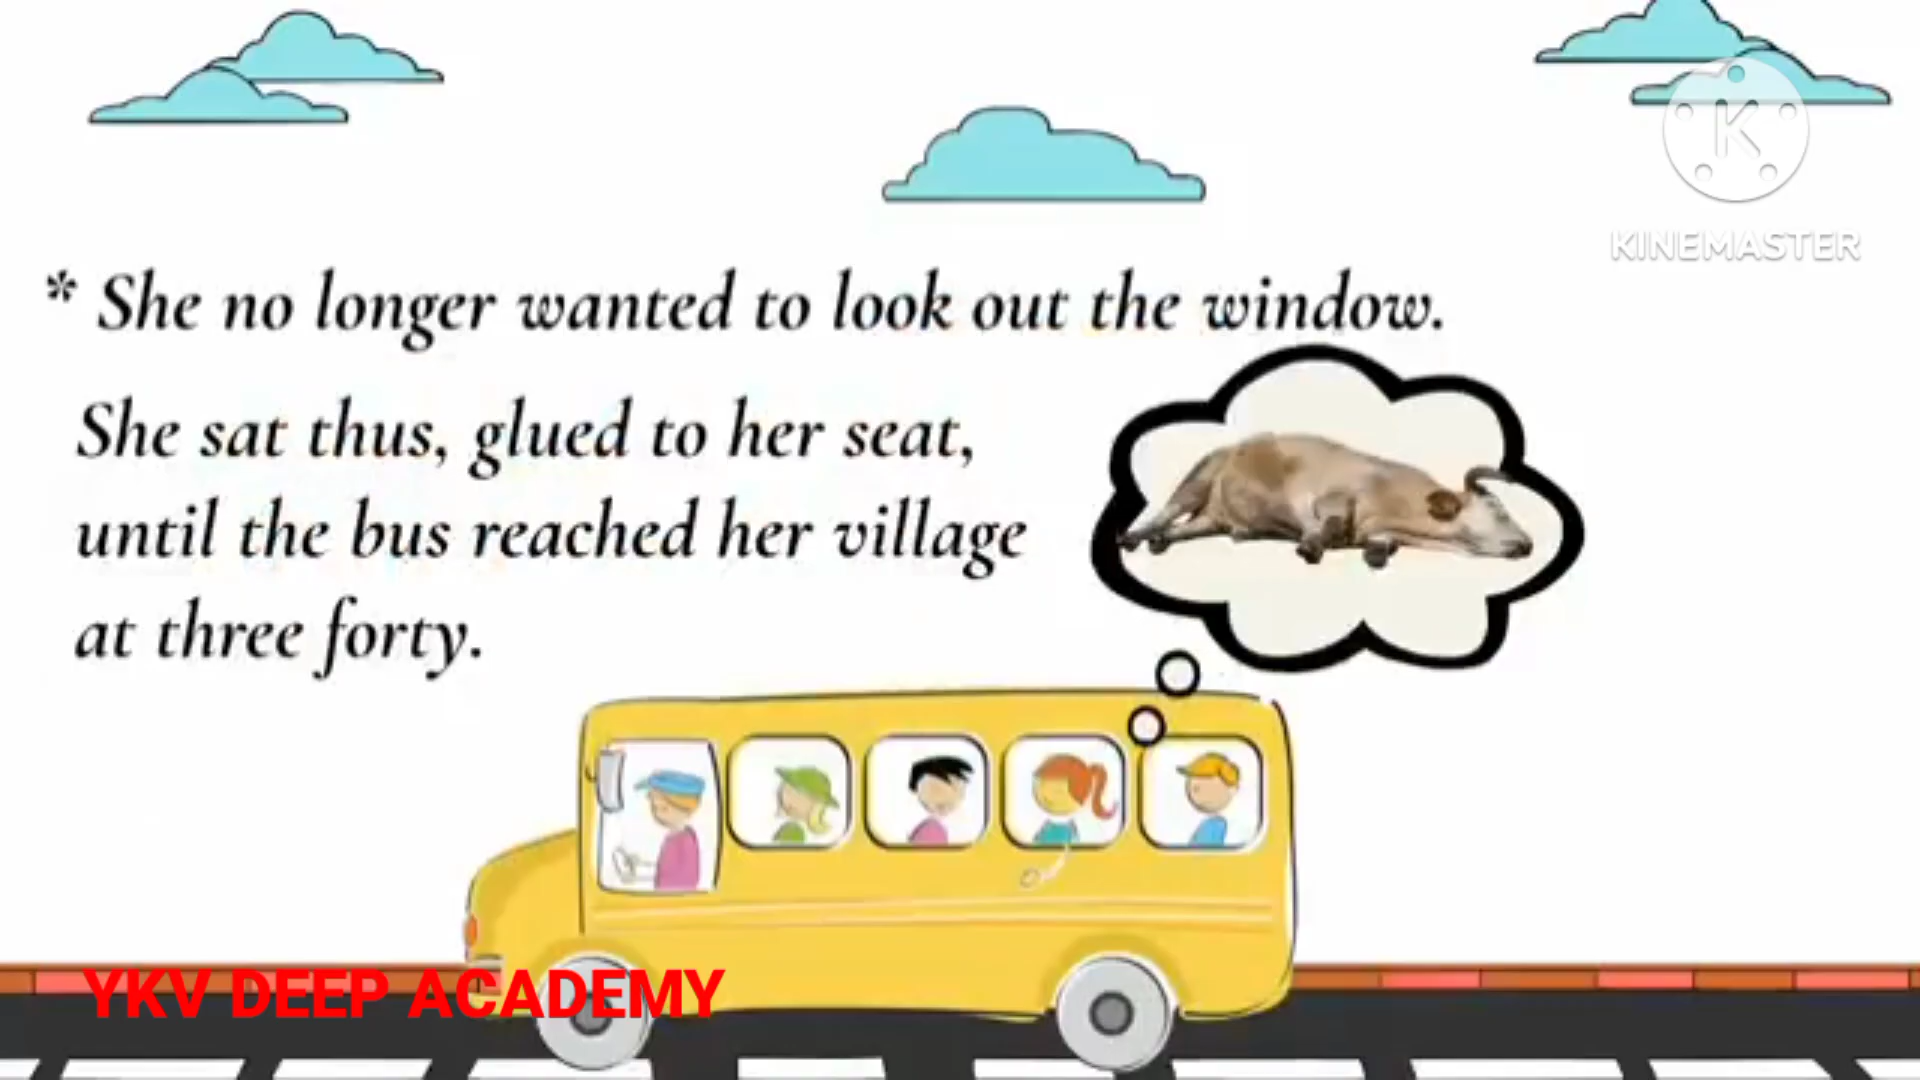 K
KINEMASTER
* She no longer wanted to look out the window.
She sat thus, glued to her seat,
until the bus reached her village
at three forty.
YKV DEEP ACADEMY